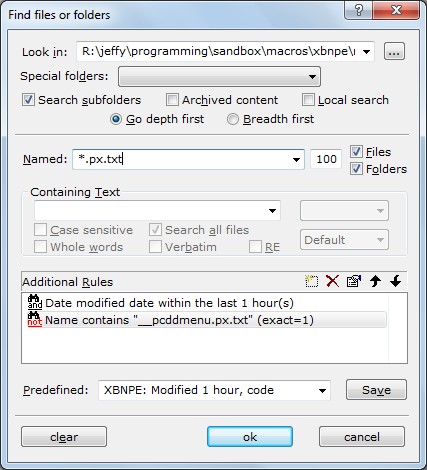 Find files or folders
Look in: R:\jeffy\programming\sandbox\macros\xbnpe\
...
Special folders:
Search subfolders Archived content Local search
Go depth first Breadth first
Named: *.px.txt 100 Files
Folders
Containing Text
Case sensitive Search all files
Whole words Verbatim RE Default
Additional Rules
and Date modified date within the last 1 hour(s)
not Name contains "__pcddmenu.px.txt" (exact=1)
Predefined: XBNPE: Modified 1 hour, code Save
clear ok cancel